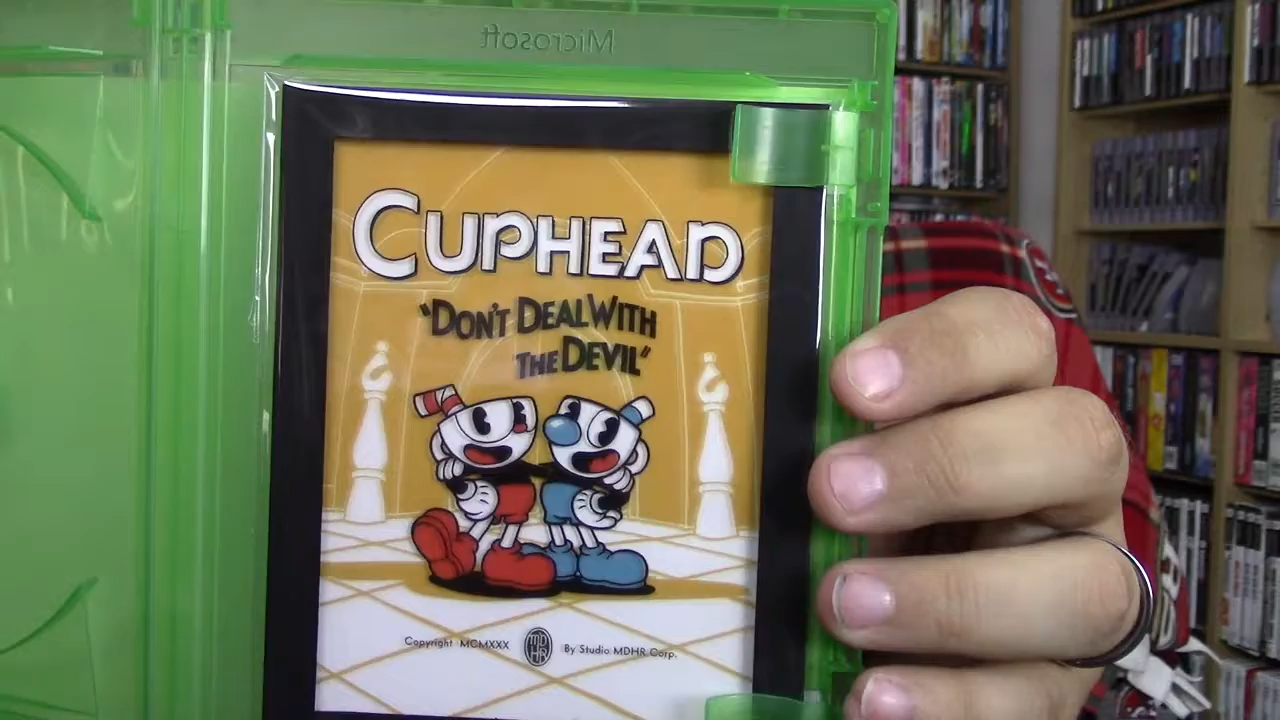 Microsoft
CUPHEAD
"DON'T DEAL WITH
THE DEVIL"
Copyright MCMXXX MDHR By Studio MDHR Corp.